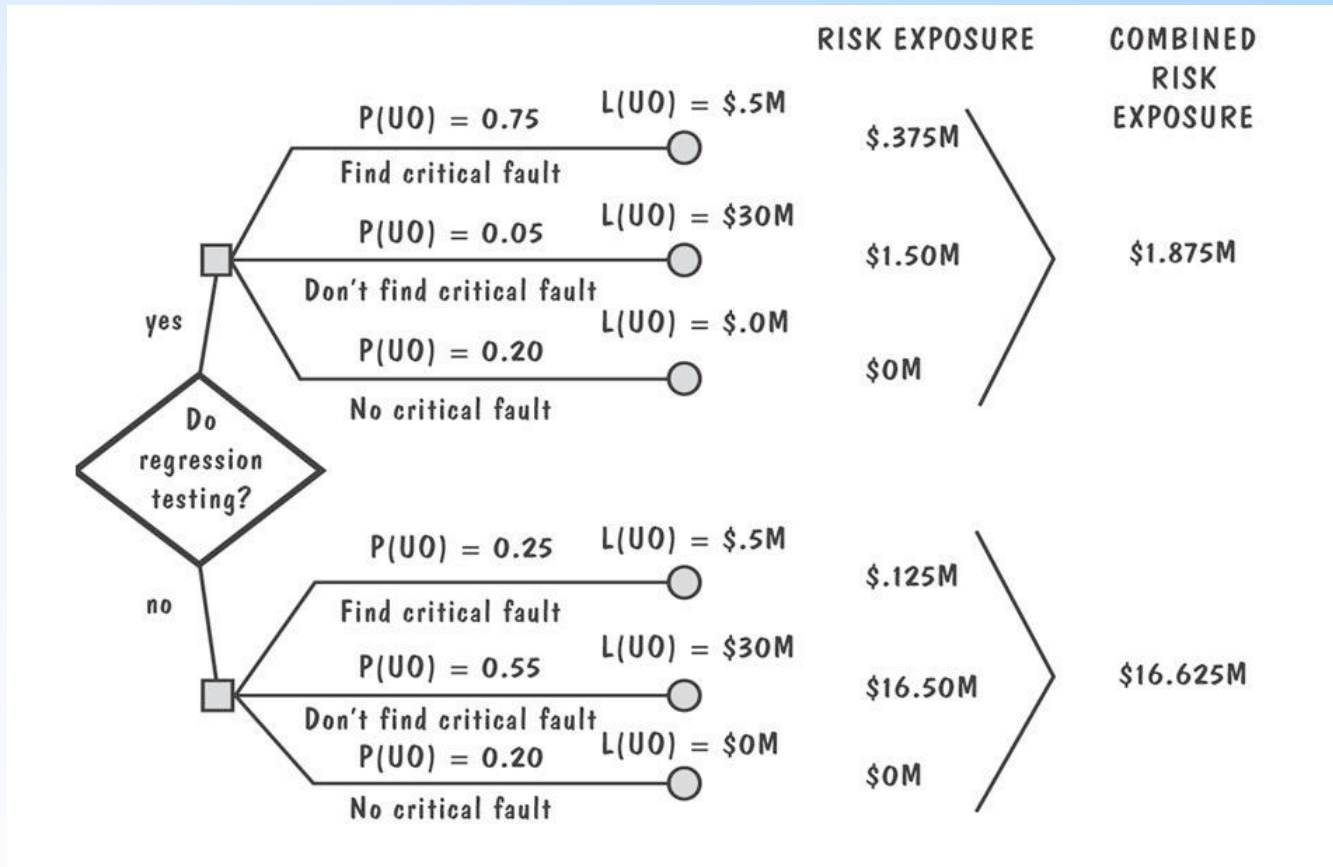 RISK EXPOSURE
COMBINED
RISK
EXPOSURE
P(UO) = 0.75
L(UO) = $.5M
Find critical fault
$.375M
P(UO) = 0.05
L(UO) = $30M
Don't find critical fault
$1.50M
$1.875M
yes
P(UO) = 0.20
L(UO) = $.0M
No critical fault
$0M
Do
regression
testing?
no
P(UO) = 0.25
L(UO) = $.5M
Find critical fault
$.125M
P(UO) = 0.55
L(UO) = $30M
Don't find critical fault
$16.50M
$16.625M
P(UO) = 0.20
L(UO) = $0M
No critical fault
$0M